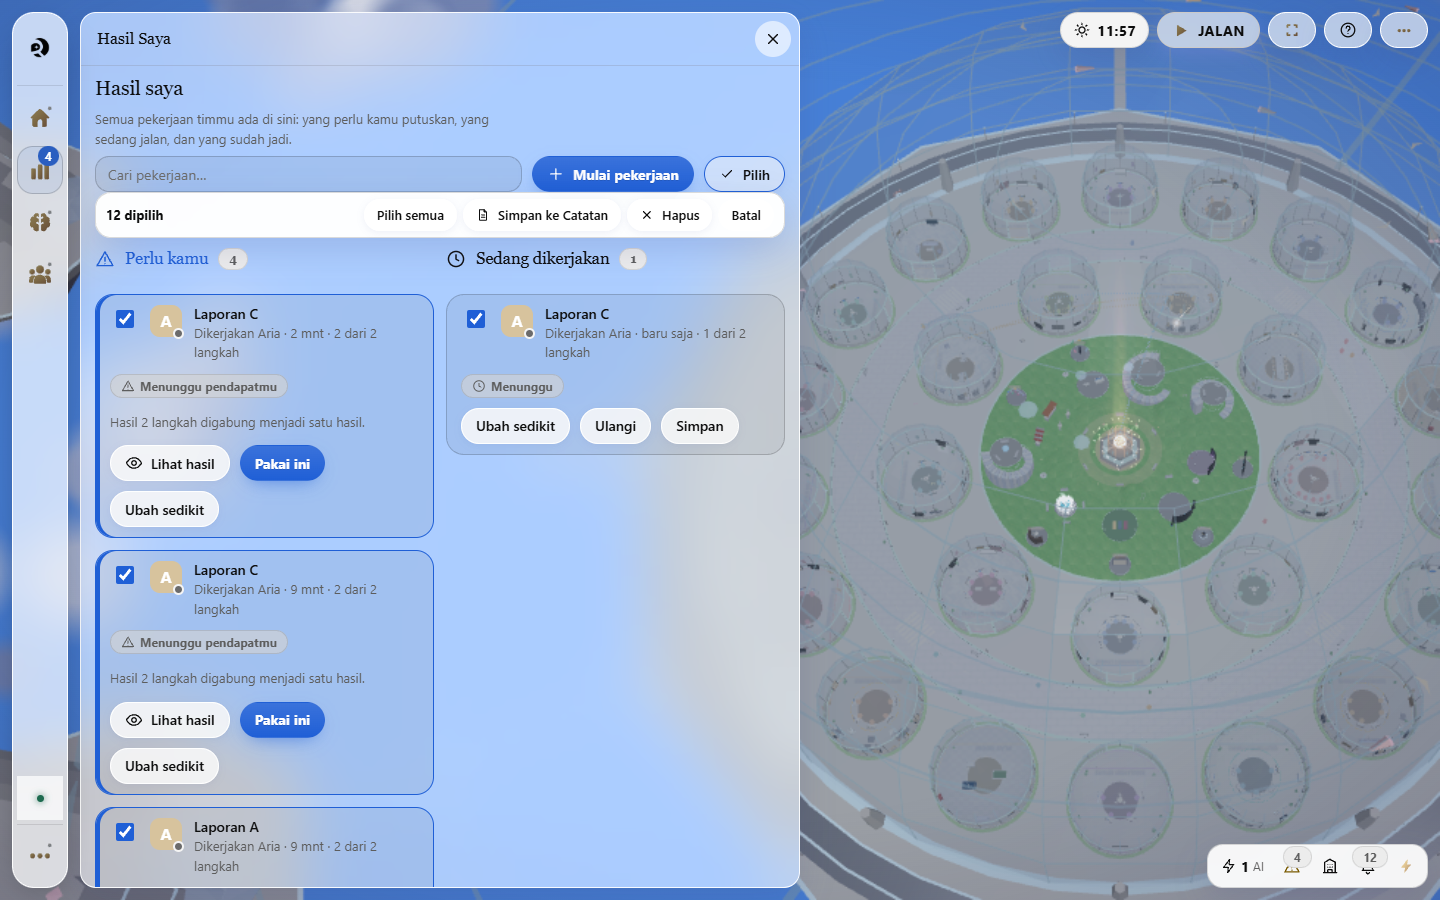 Hasil Saya
Hasil saya
Semua pekerjaan timmu ada di sini: yang perlu kamu putuskan, yang
sedang jalan, dan yang sudah jadi.
Cari pekerjaan...
Mulai pekerjaan
Pilih
12 dipilih
Pilih semua
Simpan ke Catatan
Hapus
Batal
Perlu kamu 4
Laporan C
A
Dikerjakan Aria · 2 mnt · 2 dari 2
langkah
Menunggu pendapatmu
Hasil 2 langkah digabung menjadi satu hasil.
Lihat hasil
Pakai ini
Ubah sedikit
Laporan C
A
Dikerjakan Aria · 9 mnt · 2 dari 2
langkah
Menunggu pendapatmu
Hasil 2 langkah digabung menjadi satu hasil.
Lihat hasil
Pakai ini
Ubah sedikit
Laporan A
A
Dikerjakan Aria · 9 mnt · 2 dari 2
langkah
Sedang dikerjakan 1
Laporan C
A
Dikerjakan Aria · baru saja · 1 dari 2
langkah
Menunggu
Ubah sedikit
Ulangi
Simpan
4
11:57
JALAN
1 AI
4
12